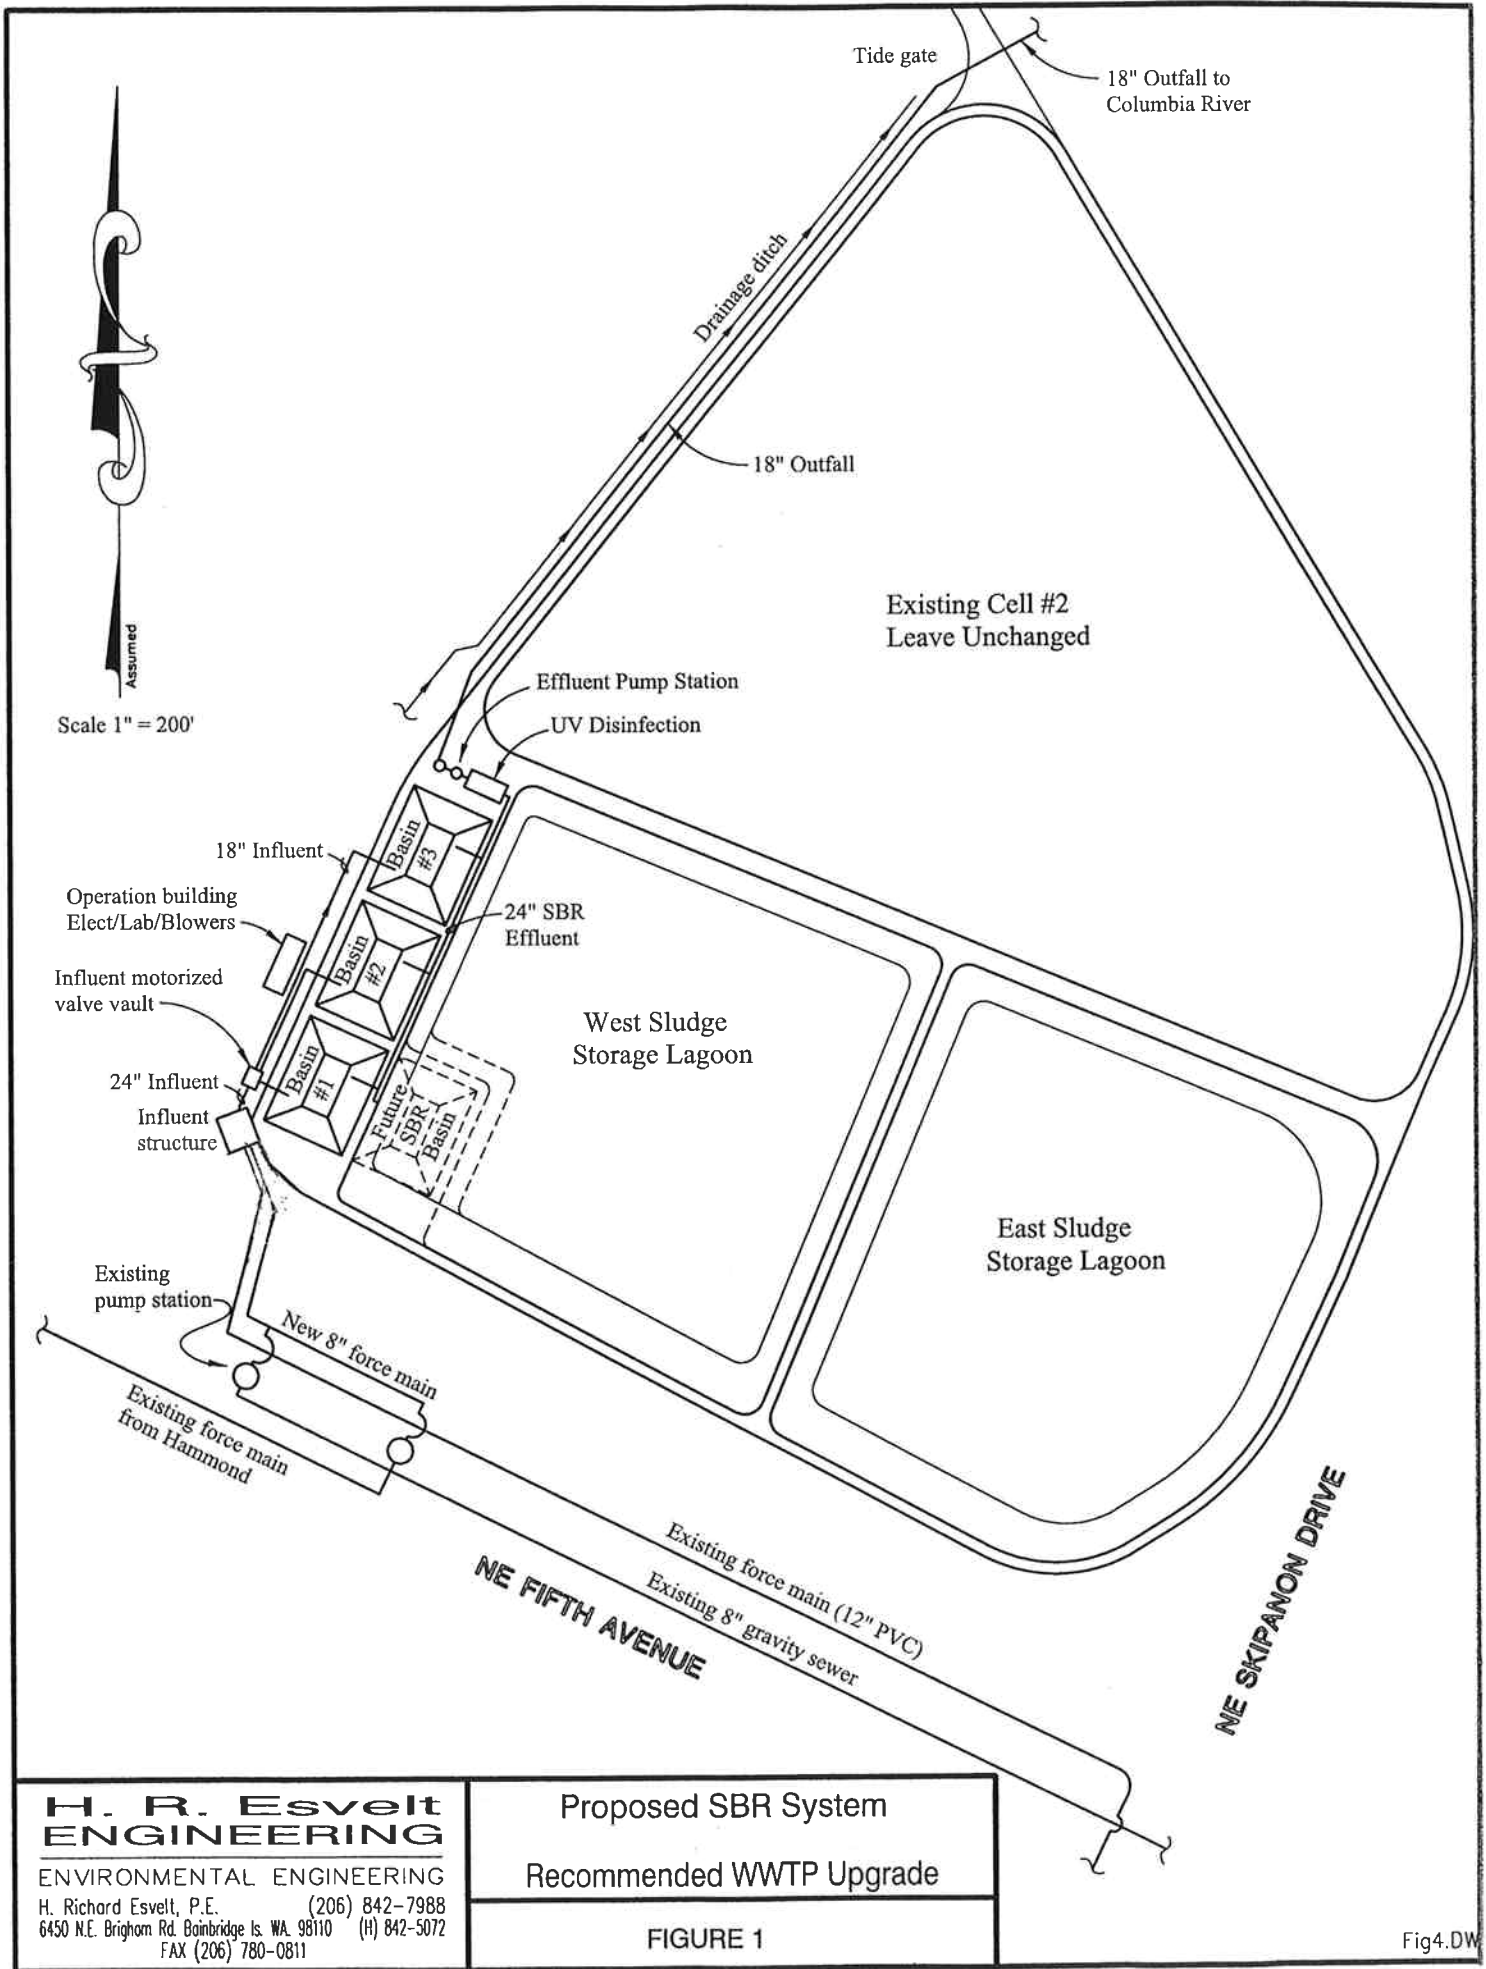 Tide gate
18" Outfall to
Columbia River
Drainage ditch
18" Outfall
Assumed
Scale 1" = 200'
Existing Cell #2
Leave Unchanged
Effluent Pump Station
UV Disinfection
18" Influent
Operation building
Elect/Lab/Blowers
Influent motorized
valve vault
24" Influent
Influent
structure
Basin
#3
Basin
#2
Basin
#1
24" SBR
Effluent
Future
SBR
Basin
West Sludge
Storage Lagoon
East Sludge
Storage Lagoon
Existing
pump station
New 8" force main
Existing force main
from Hammond
Existing force main (12" PVC)
Existing 8" gravity sewer
NE FIFTH AVENUE
NE SKIPANON DRIVE
H. R. Esvelt
ENGINEERING
ENVIRONMENTAL ENGINEERING
H. Richard Esvelt, P.E. (206) 842-7988
6450 N.E. Brigham Rd. Bainbridge Is. WA. 98110 (H) 842-5072
FAX (206) 780-0811
Proposed SBR System
Recommended WWTP Upgrade
FIGURE 1
Fig4.DW